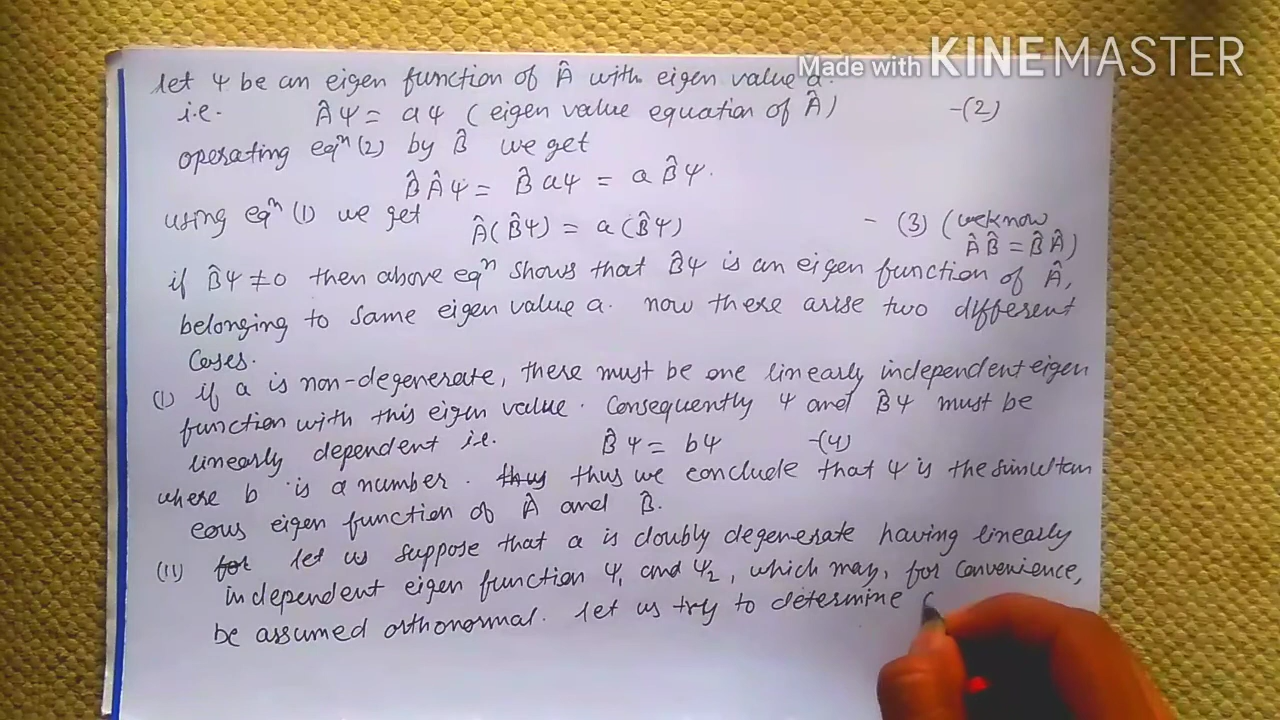 Made with KINEMASTER
let ψ be an eigen function of Â with eigen value a.
i.e. Âψ = aψ (eigen value equation of Â) -(2)
operating eqⁿ(2) by B̂ we get
B̂Âψ = B̂aψ = aB̂ψ.
using eqⁿ(1) we get Â(B̂ψ) = a(B̂ψ) - (3) (we know
ÂB̂ = B̂Â)
if B̂ψ ≠ 0 then above eqⁿ shows that B̂ψ is an eigen function of Â,
belonging to same eigen value a. now there arise two different
Cases.
(I) if a is non-degenerate, there must be one linearly independent eigen
function with this eigen value. Consequently ψ and B̂ψ must be
linearly dependent i.e. B̂ψ = bψ -(4)
where b is a number. thus thus we conclude that ψ is the simultan
eous eigen function of Â and B̂.
(II) for let us suppose that a is doubly degenerate having linearly
independent eigen function ψ₁ and ψ₂, which may, for convenience,
be assumed orthonormal. let us try to determine